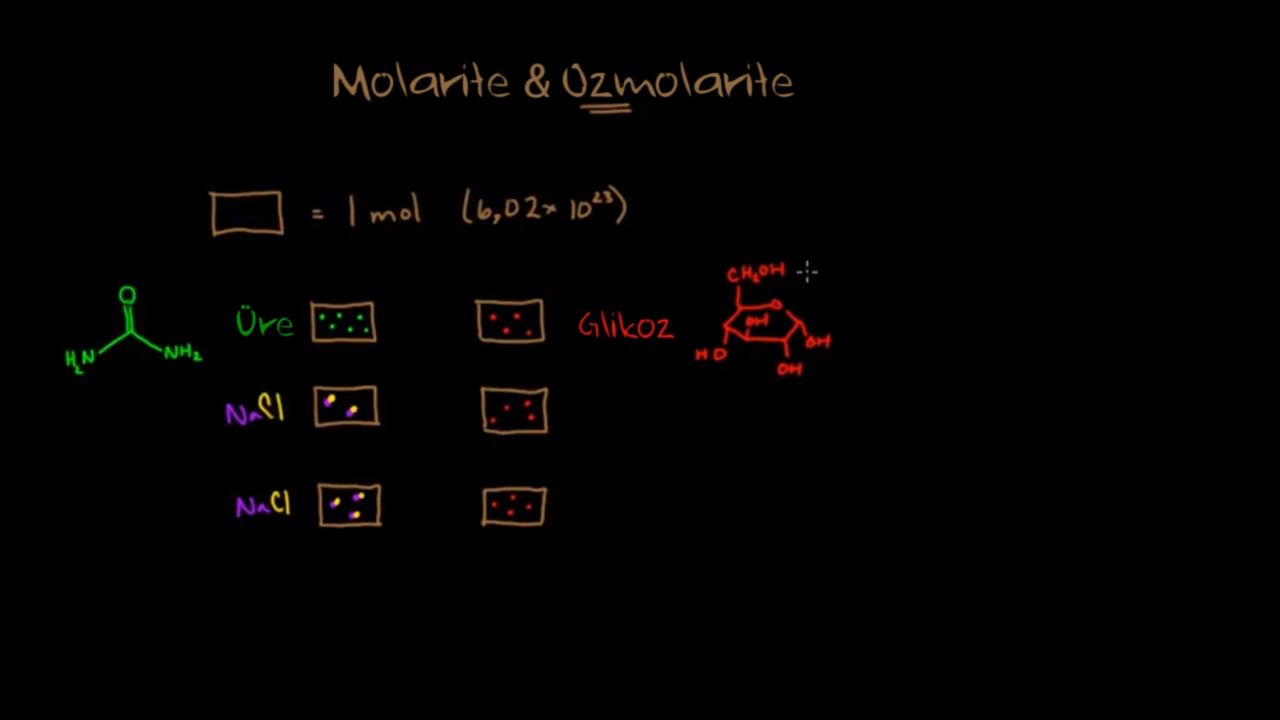 Molarite & Ozmolarite
= 1 mol (6,02 × 10²³)
CH₂OH
O
O
Üre
Glikoz
OH
H₂N
NH₂
HO
OH
OH
NaCl
NaCl